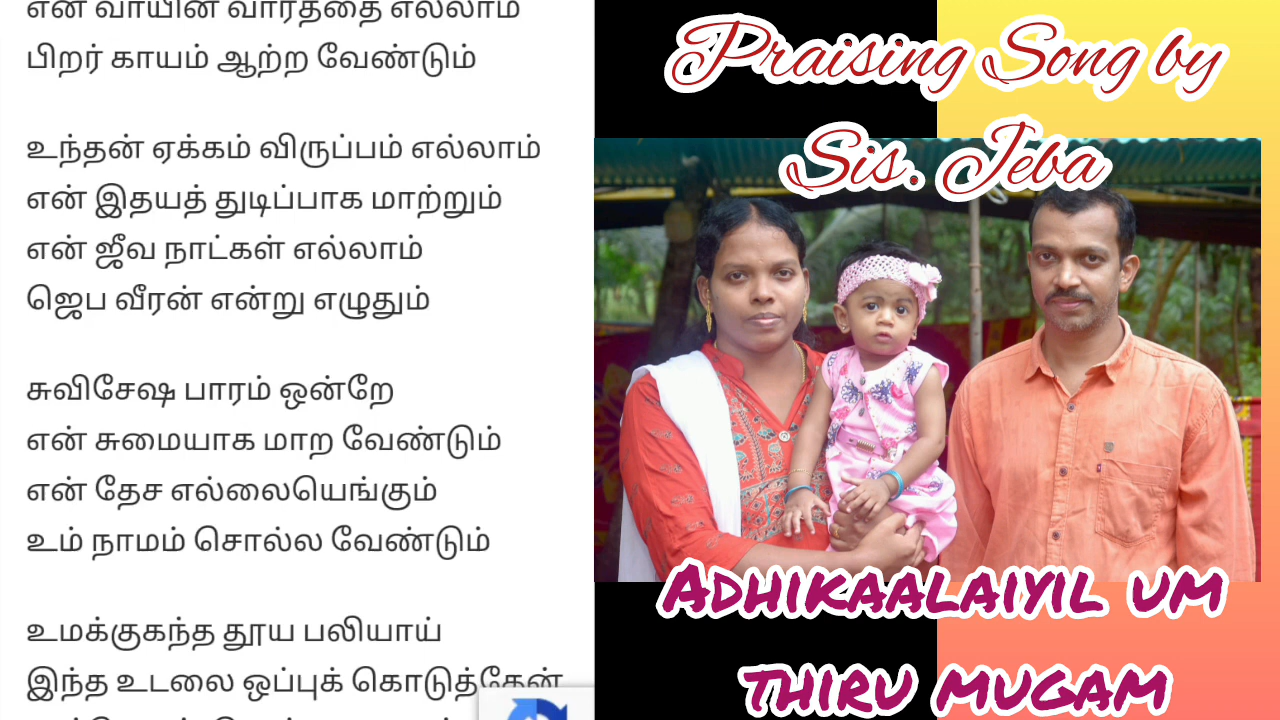 என் வாயின் வார்த்தை எல்லாம்
பிறர் காயம் ஆற்ற வேண்டும்
உந்தன் ஏக்கம் விருப்பம் எல்லாம்
என் இதயத் துடிப்பாக மாற்றும்
என் ஜீவ நாட்கள் எல்லாம்
ஜெப வீரன் என்று எழுதும்
சுவிசேஷ பாரம் ஒன்றே
என் சுமையாக மாற வேண்டும்
என் தேச எல்லையெங்கும்
உம் நாமம் சொல்ல வேண்டும்
உமக்குகந்த தூய பலியாய்
இந்த உடலை ஒப்புக் கொடுத்தேன்
Praising Song by
Sis. Jeba
Adhikaalaiyil um
thiru mugam